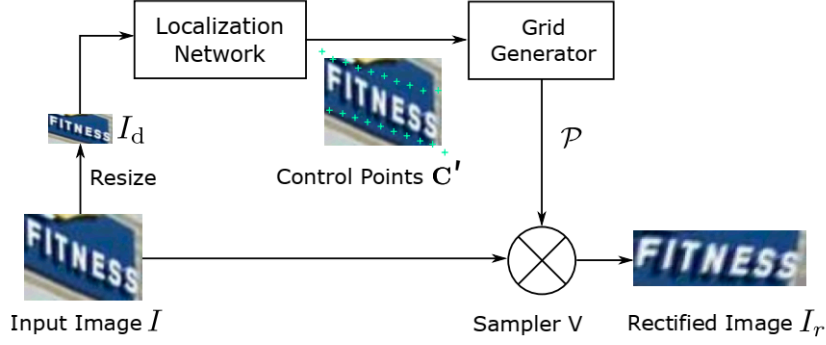 Localization
Network
Grid
Generator
FITNESS
FITNESS I_d
𝒫
Resize
Control Points C'
FITNESS
FITNESS
Input Image I
Sampler V
Rectified Image I_r